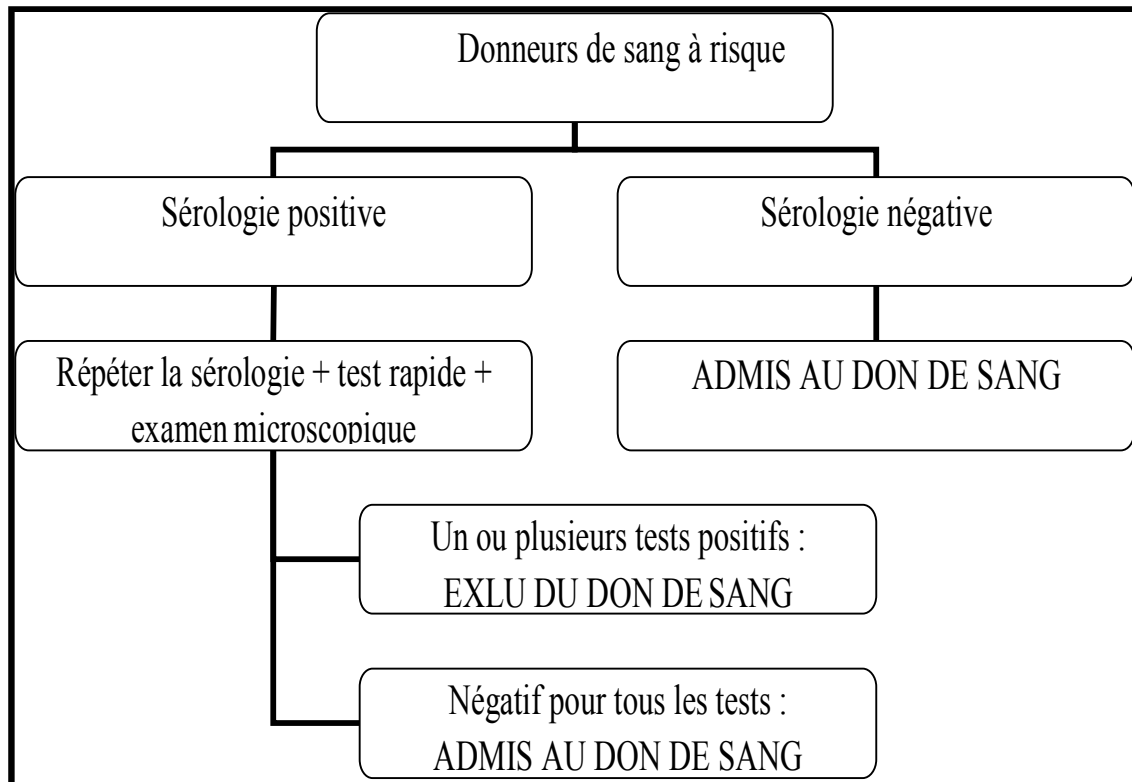 Donneurs de sang à risque
Sérologie positive
Sérologie négative
Répéter la sérologie + test rapide +
examen microscopique
ADMIS AU DON DE SANG
Un ou plusieurs tests positifs :
EXLU DU DON DE SANG
Négatif pour tous les tests :
ADMIS AU DON DE SANG